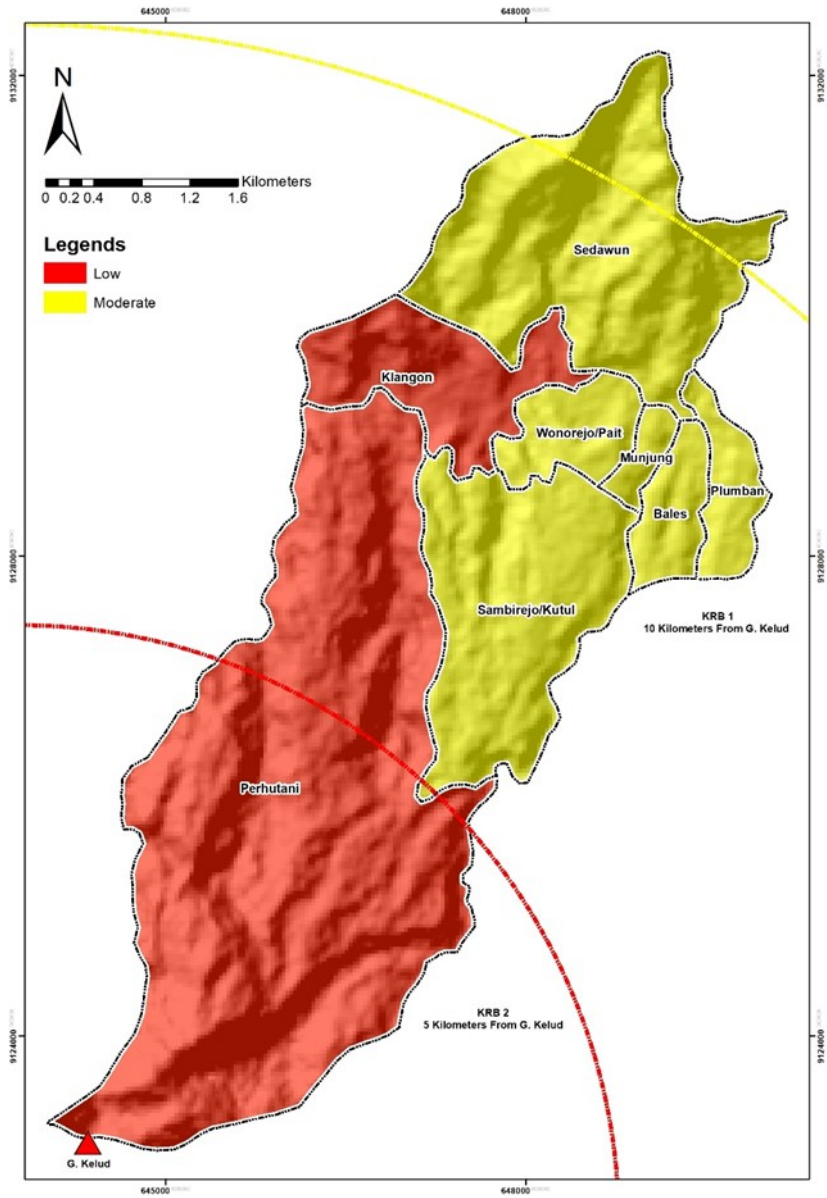 645000
648000
9132000
9132000
N
Kilometers
0 0.2 0.4 0.8 1.2 1.6
Legends
Low
Moderate
Sedawun
Klangon
Wonorejo/Pait
Munjung
Plumban
Bales
9128000
9128000
Sambirejo/Kutul
KRB 1
10 Kilometers From G. Kelud
Perhutani
KRB 2
5 Kilometers From G. Kelud
9124000
9124000
G. Kelud
645000
648000